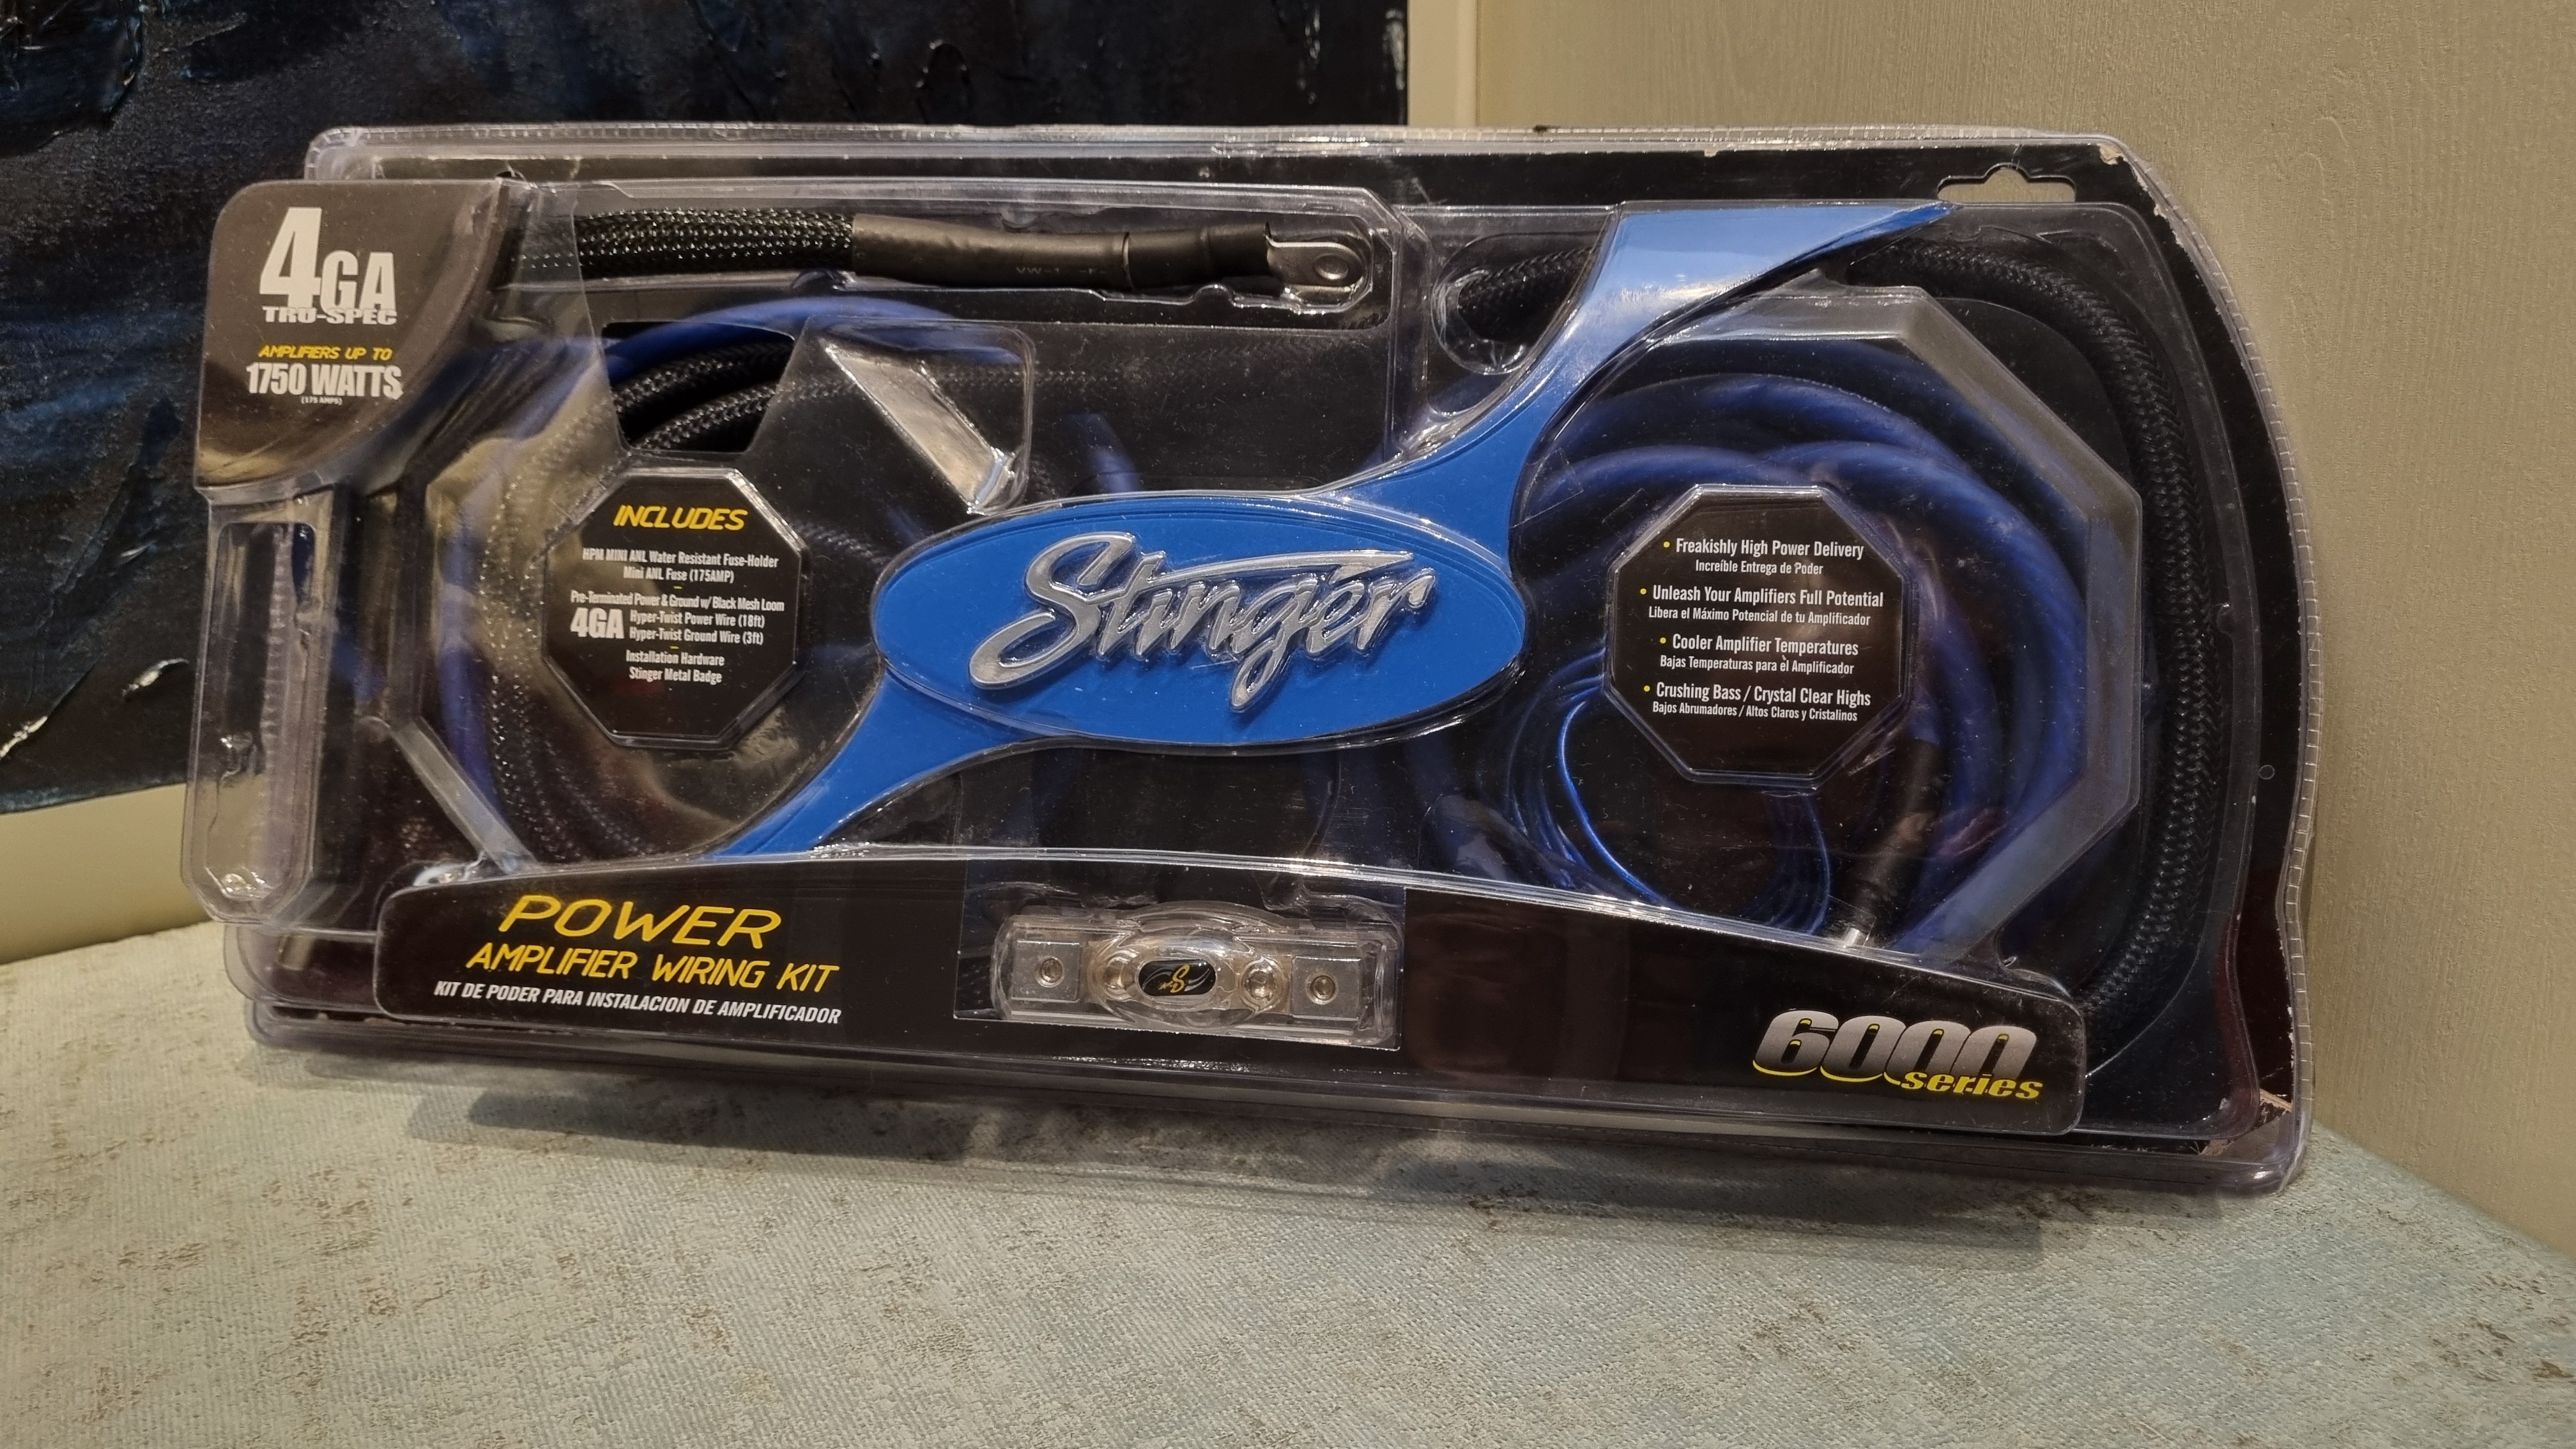 4GA
TRU-SPEC
AMPLIFIERS UP TO
1750 WATTS
(175 AMPS)
VW-1
INCLUDES
HPM MINI ANL Water Resistant Fuse-Holder
Mini ANL Fuse (175AMP)
Pre-Terminated Power & Ground w/ Black Mesh Loom
4GA Hyper-Twist Power Wire (18ft)
Hyper-Twist Ground Wire (3ft)
Installation Hardware
Stinger Metal Badge
Stinger
• Freakishly High Power Delivery
Increíble Entrega de Poder
• Unleash Your Amplifiers Full Potential
Libera el Máximo Potencial de tu Amplificador
• Cooler Amplifier Temperatures
Bajas Temperaturas para el Amplificador
• Crushing Bass / Crystal Clear Highs
Bajos Abrumadores / Altos Claros y Cristalinos
POWER
AMPLIFIER WIRING KIT
KIT DE PODER PARA INSTALACION DE AMPLIFICADOR
S
6000
series